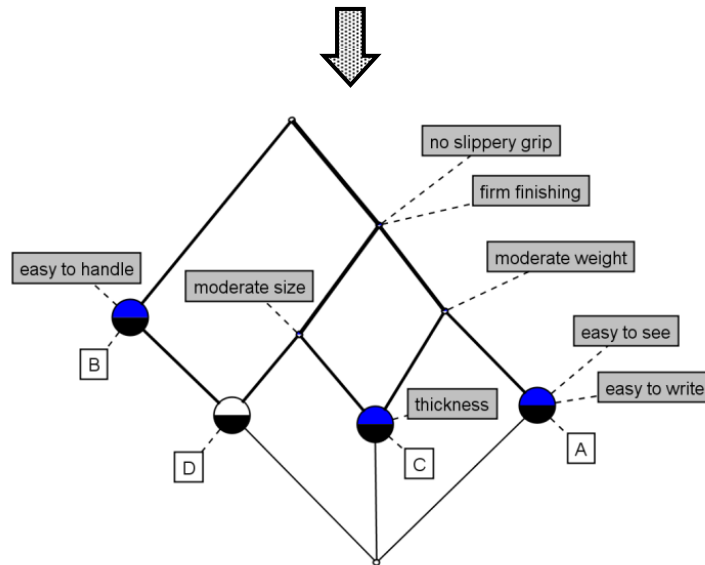 no slippery grip
firm finishing
easy to handle
moderate weight
moderate size
easy to see
B
easy to write
thickness
A
D
C